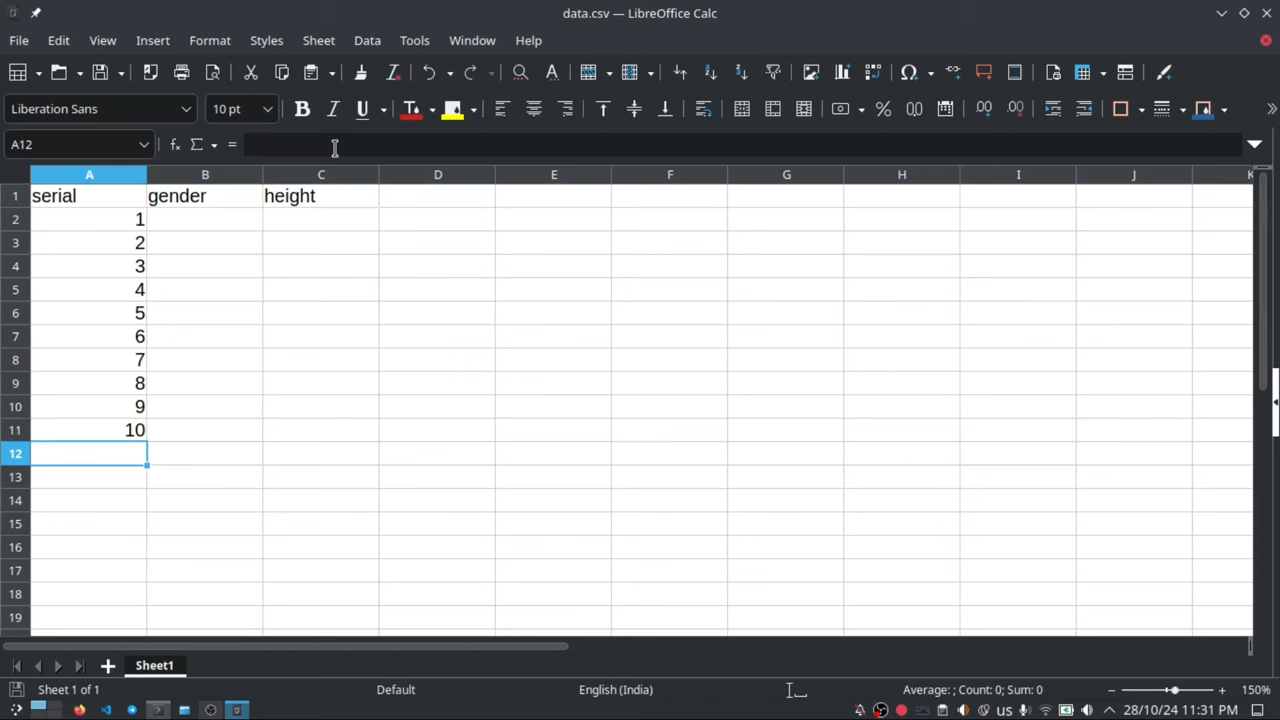 data.csv — LibreOffice Calc
File Edit View Insert Format Styles Sheet Data Tools Window Help
Liberation Sans 10 pt
A12
A B C D E F G H I J K
1 serial gender height
2 1
3 2
4 3
5 4
6 5
7 6
8 7
9 8
10 9
11 10
12
13
14
15
16
17
18
19
Sheet1
Sheet 1 of 1 Default English (India) Average: ; Count: 0; Sum: 0 150%
us 28/10/24 11:31 PM